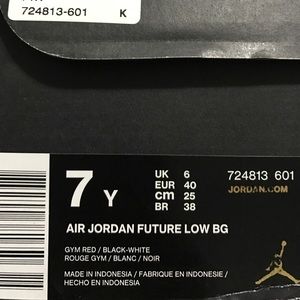 724813-601 K
7 Y
UK 6
EUR 40
cm 25
BR 38
724813 601
JORDAN.COM
AIR JORDAN FUTURE LOW BG
GYM RED / BLACK-WHITE
ROUGE GYM / BLANC / NOIR
MADE IN INDONESIA / FABRIQUE EN INDONESIE /
HECHO EN INDONESIA